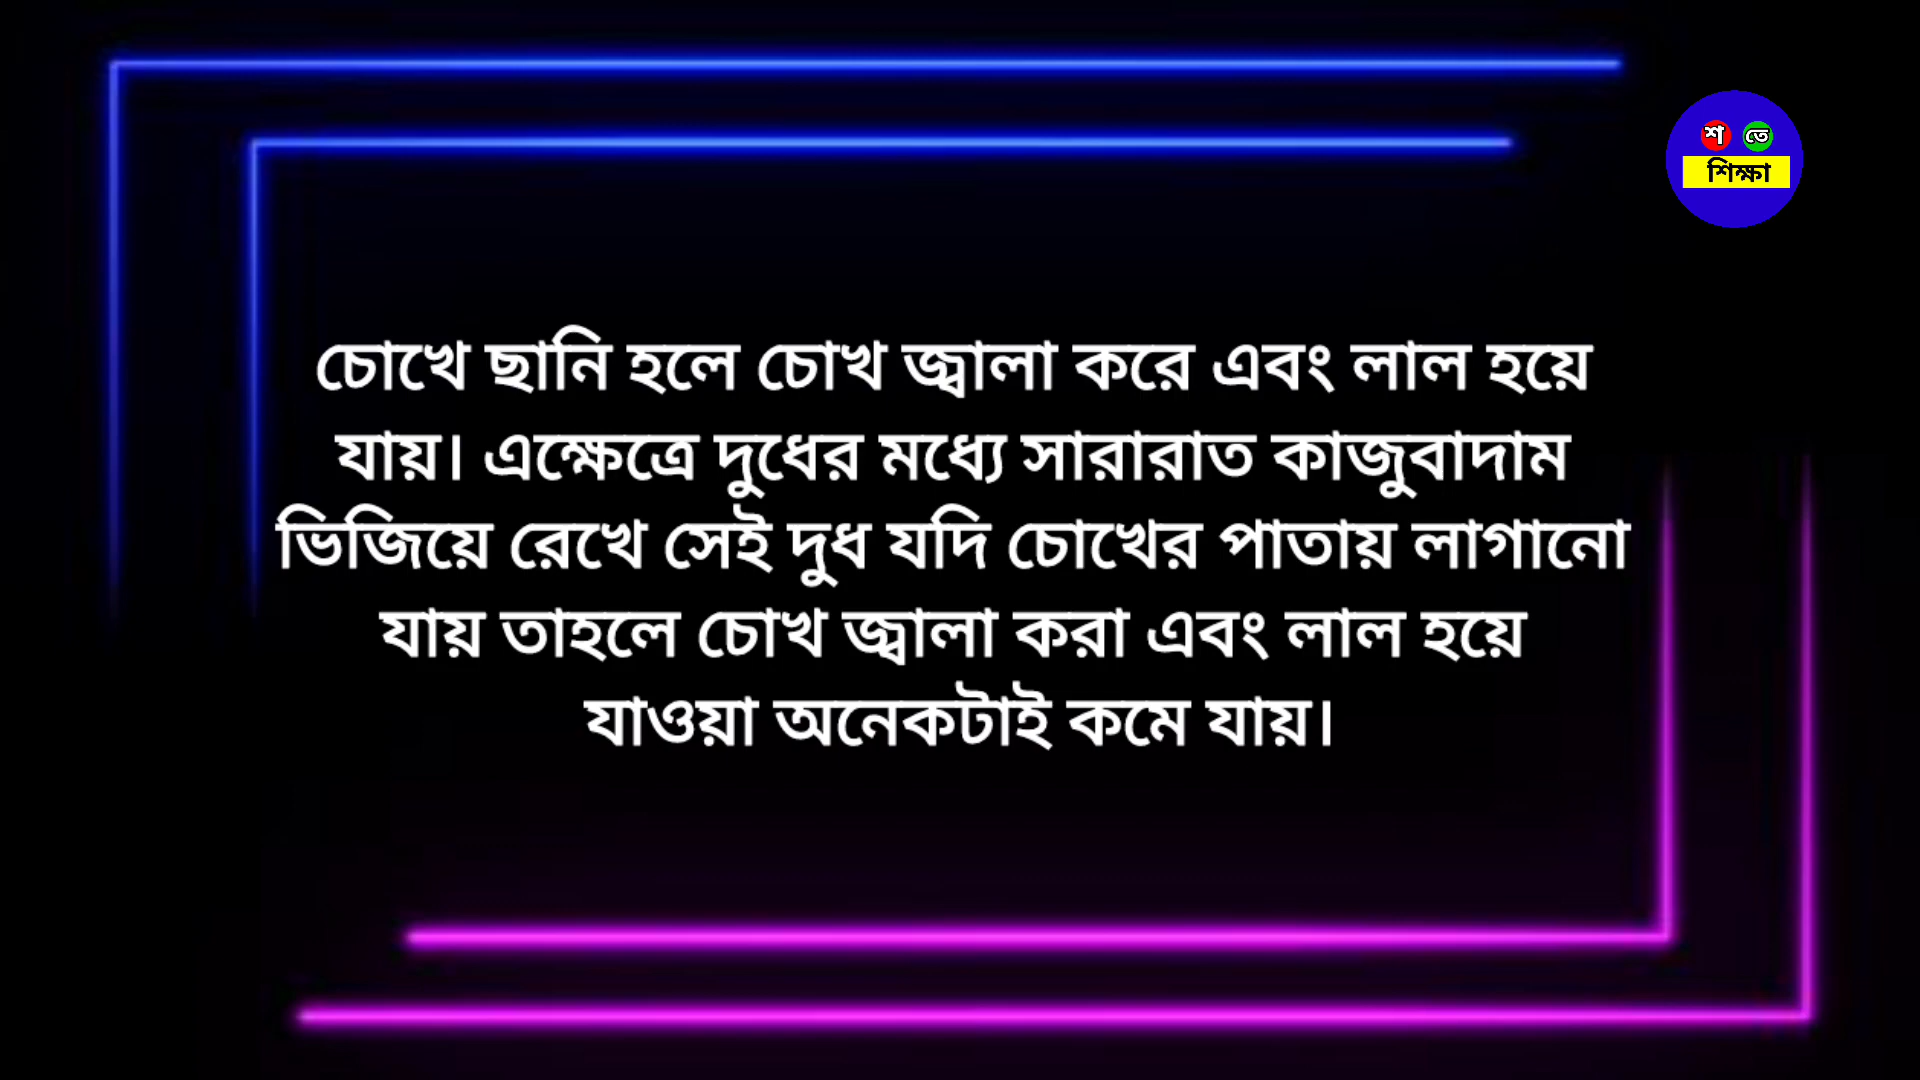 শ তে
শিক্ষা
চোখে ছানি হলে চোখ জ্বালা করে এবং লাল হয়ে
যায়। এক্ষেত্রে দুধের মধ্যে সারারাত কাজুবাদাম
ভিজিয়ে রেখে সেই দুধ যদি চোখের পাতায় লাগানো
যায় তাহলে চোখ জ্বালা করা এবং লাল হয়ে
যাওয়া অনেকটাই কমে যায়।